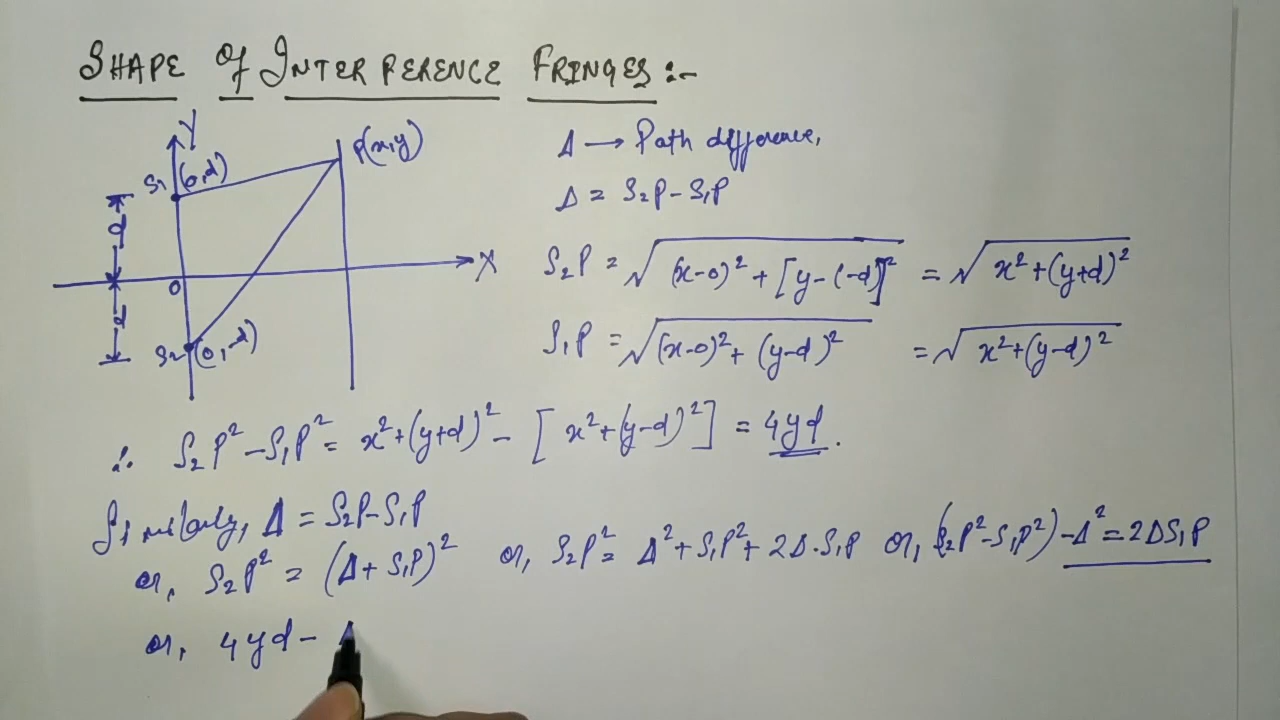 SHAPE Of INTERFERENCE FRINGES :-
Y
S₁ (0,d)
P(x,y)
d
X
O
d
S₂ (0,-d)
Δ → Path difference,
Δ = S₂P - S₁P
S₂P = √(x-0)² + [y-(-d)]² = √x²+(y+d)²
S₁P = √(x-0)² + (y-d)² = √x²+(y-d)²
∴ S₂P² - S₁P² = x²+(y+d)² - [x²+(y-d)²] = 4yd.
Similarly, Δ = S₂P - S₁P
or, S₂P² = (Δ + S₁P)² or, S₂P² = Δ² + S₁P² + 2Δ·S₁P or, (S₂P² - S₁P²) - Δ² = 2ΔS₁P
or, 4yd -